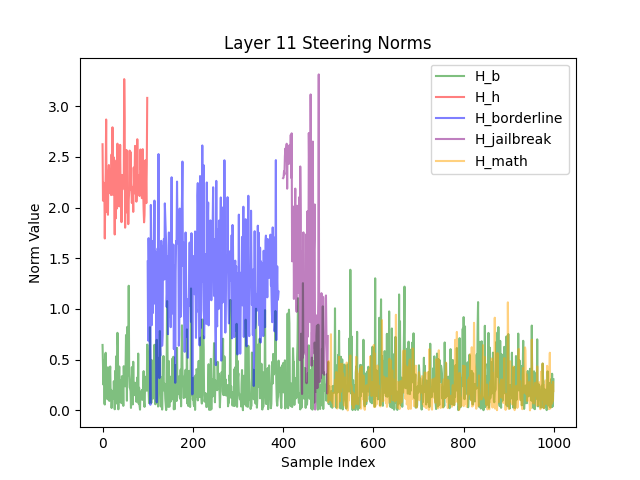 Layer 11 Steering Norms
H_b
H_h
H_borderline
H_jailbreak
H_math
Norm Value
3.0
2.5
2.0
1.5
1.0
0.5
0.0
0
200
400
600
800
1000
Sample Index